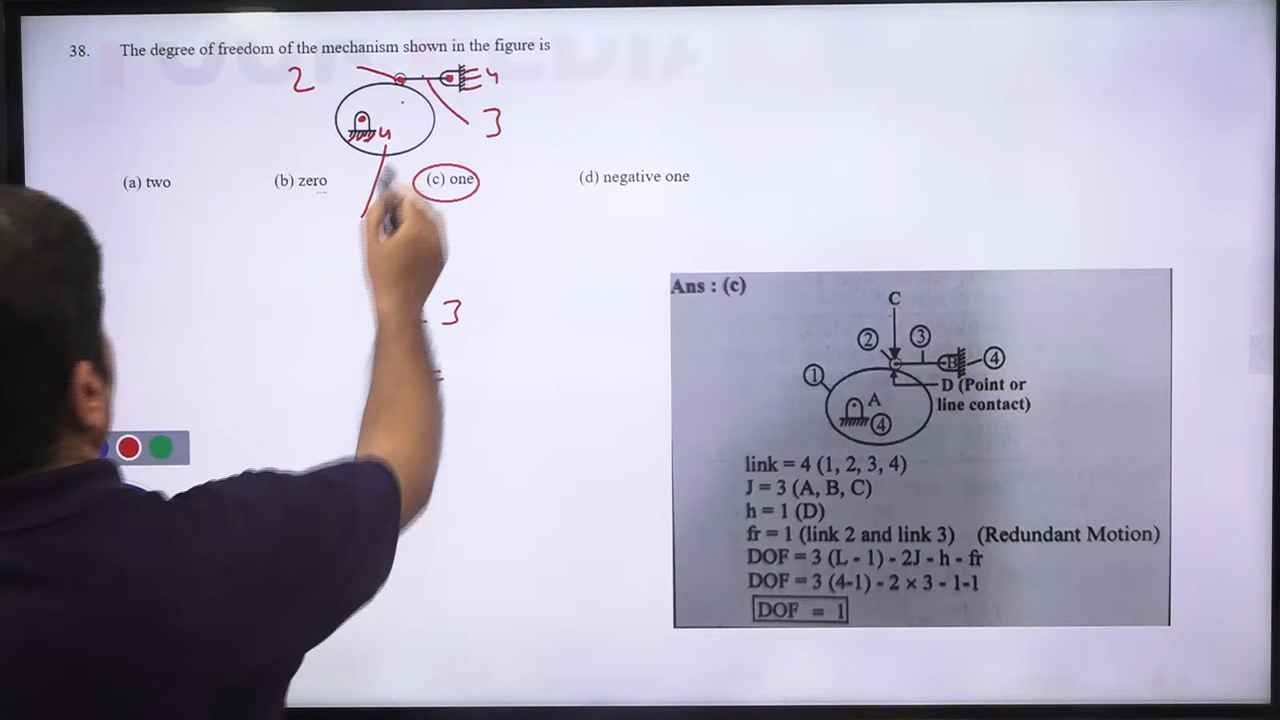 38. The degree of freedom of the mechanism shown in the figure is
2
4
3
4
(a) two (b) zero (c) one (d) negative one
3
Ans : (c)
C
2 3
B 4
1
D (Point or
A line contact)
4
link = 4 (1, 2, 3, 4)
J = 3 (A, B, C)
h = 1 (D)
fr = 1 (link 2 and link 3) (Redundant Motion)
DOF = 3 (L - 1) - 2J - h - fr
DOF = 3 (4-1) - 2 × 3 - 1-1
DOF = 1